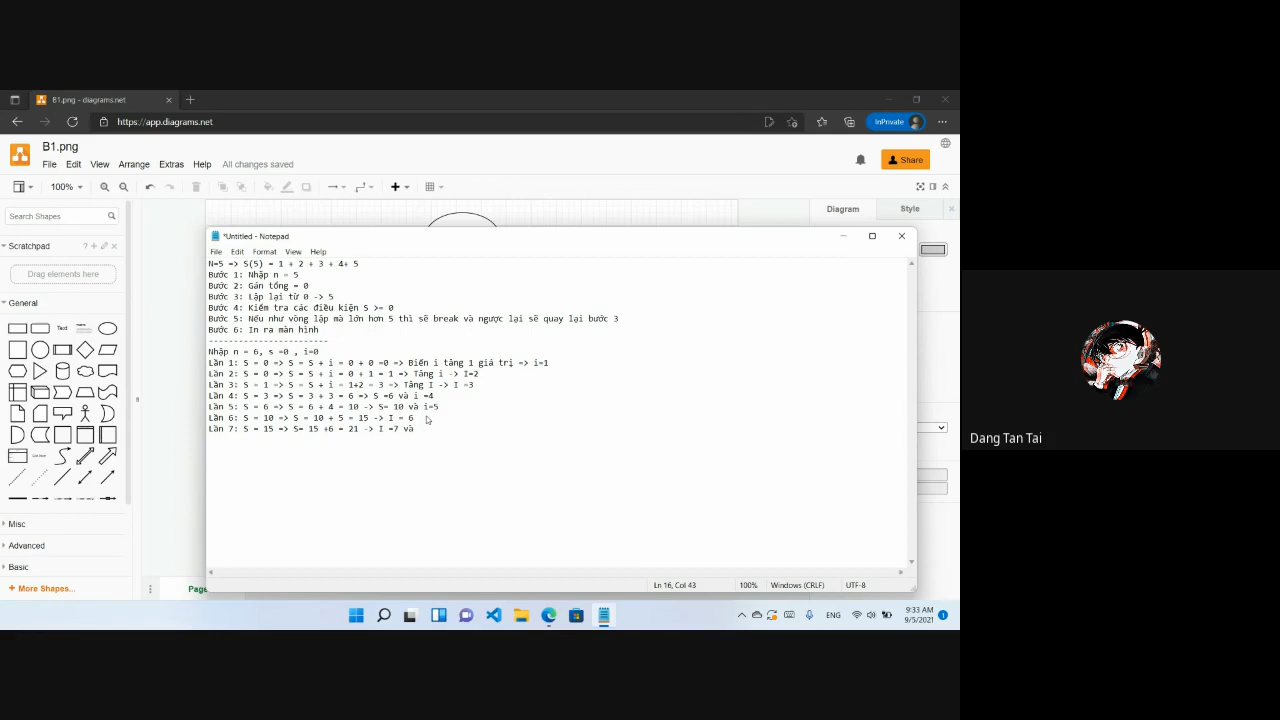 B1.png - diagrams.net
https://app.diagrams.net
InPrivate
B1.png
File Edit View Arrange Extras Help All changes saved
Share
100%
Search Shapes
Diagram
Style
Scratchpad
Drag elements here
General
Text
Misc
Advanced
Basic
+ More Shapes...
Page
*Untitled - Notepad
File Edit Format View Help
N=5 => S(5) = 1 + 2 + 3 + 4+ 5
Bước 1: Nhập n = 5
Bước 2: Gán tổng = 0
Bước 3: Lặp lại từ 0 -> 5
Bước 4: Kiểm tra các điều kiện S >= 0
Bước 5: Nếu như vòng lặp mà lớn hơn 5 thì sẽ break và ngược lại sẽ quay lại bước 3
Bước 6: In ra màn hình
------------------------
Nhập n = 6, s =0 , i=0
Lần 1: S = 0 => S = S + i = 0 + 0 =0 => Biến i tăng 1 giá trị => i=1
Lần 2: S = 0 => S = S + i = 0 + 1 = 1 => Tăng i -> I=2
Lần 3: S = 1 => S = S + i = 1+2 = 3 => Tăng I -> I =3
Lần 4: S = 3 => S = 3 + 3 = 6 => S =6 và i =4
Lần 5: S = 6 => S = 6 + 4 = 10 -> S= 10 và i=5
Lần 6: S = 10 => S = 10 + 5 = 15 -> I = 6
Lần 7: S = 15 => S= 15 +6 = 21 -> I =7 và
Ln 16, Col 43
100%
Windows (CRLF)
UTF-8
ENG
9:33 AM
9/5/2021
1
Dang Tan Tai